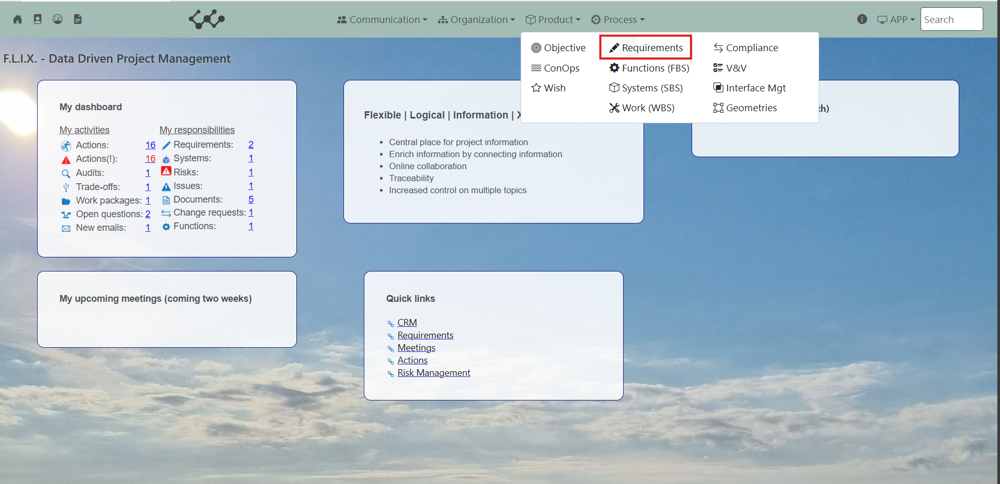 Communication Organization Product Process APP Search
F.L.I.X. - Data Driven Project Management
Objective Requirements Compliance
ConOps Functions (FBS) V&V
Wish Systems (SBS) Interface Mgt
Work (WBS) Geometries
My dashboard
My activities My responsibilities
Actions: 16 Requirements: 2
Actions(!): 16 Systems: 1
Audits: 1 Risks: 1
Trade-offs: 1 Issues: 1
Work packages: 1 Documents: 5
Open questions: 2 Change requests: 1
New emails: 1 Functions: 1
Flexible | Logical | Information |
Central place for project information
Enrich information by connecting information
Online collaboration
Traceability
Increased control on multiple topics
My upcoming meetings (coming two weeks)
Quick links
CRM
Requirements
Meetings
Actions
Risk Management